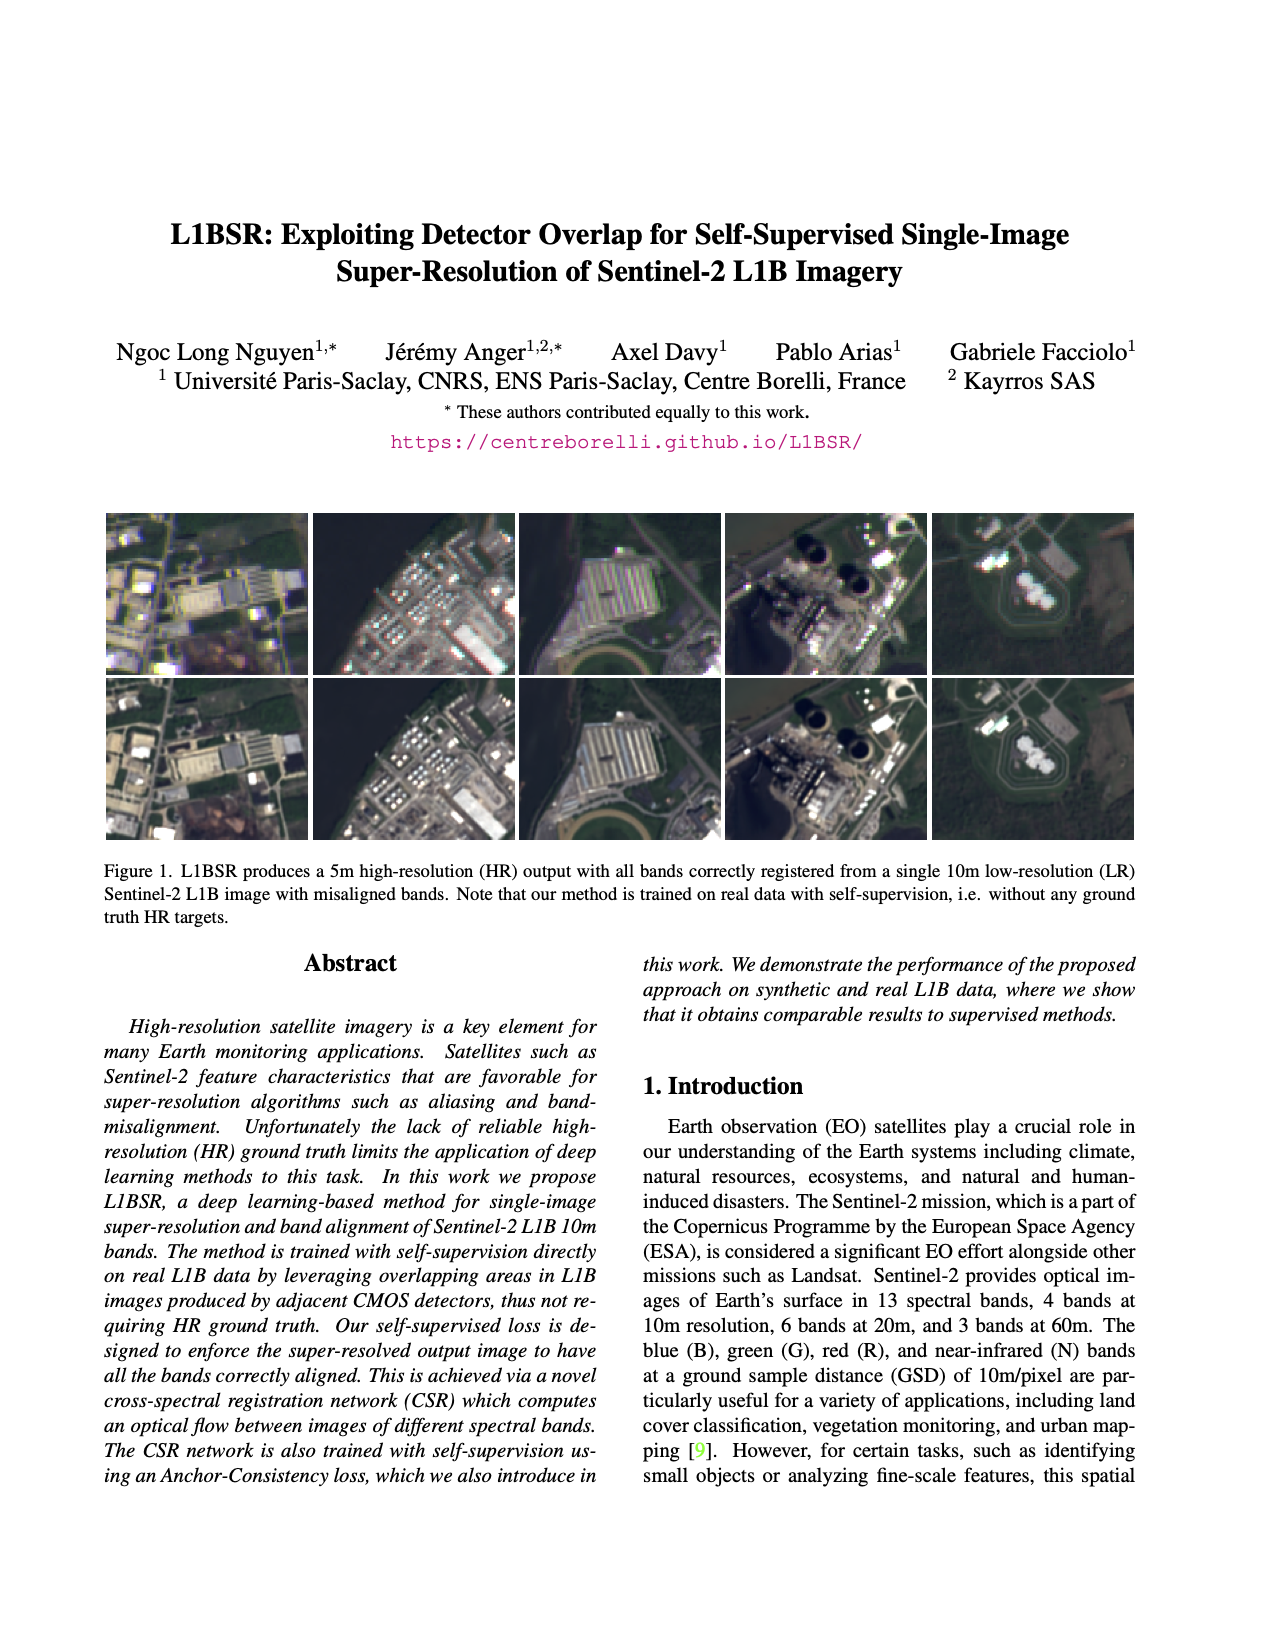 L1BSR: Exploiting Detector Overlap for Self-Supervised Single-Image
Super-Resolution of Sentinel-2 L1B Imagery
Ngoc Long Nguyen1,* Jérémy Anger1,2,* Axel Davy1 Pablo Arias1 Gabriele Facciolo1
1 Université Paris-Saclay, CNRS, ENS Paris-Saclay, Centre Borelli, France 2 Kayrros SAS
* These authors contributed equally to this work.
https://centreborelli.github.io/L1BSR/
Figure 1. L1BSR produces a 5m high-resolution (HR) output with all bands correctly registered from a single 10m low-resolution (LR)
Sentinel-2 L1B image with misaligned bands. Note that our method is trained on real data with self-supervision, i.e. without any ground
truth HR targets.
Abstract
High-resolution satellite imagery is a key element for
many Earth monitoring applications. Satellites such as
Sentinel-2 feature characteristics that are favorable for
super-resolution algorithms such as aliasing and band-
misalignment. Unfortunately the lack of reliable high-
resolution (HR) ground truth limits the application of deep
learning methods to this task. In this work we propose
L1BSR, a deep learning-based method for single-image
super-resolution and band alignment of Sentinel-2 L1B 10m
bands. The method is trained with self-supervision directly
on real L1B data by leveraging overlapping areas in L1B
images produced by adjacent CMOS detectors, thus not re-
quiring HR ground truth. Our self-supervised loss is de-
signed to enforce the super-resolved output image to have
all the bands correctly aligned. This is achieved via a novel
cross-spectral registration network (CSR) which computes
an optical flow between images of different spectral bands.
The CSR network is also trained with self-supervision us-
ing an Anchor-Consistency loss, which we also introduce in
this work. We demonstrate the performance of the proposed
approach on synthetic and real L1B data, where we show
that it obtains comparable results to supervised methods.
1. Introduction
Earth observation (EO) satellites play a crucial role in
our understanding of the Earth systems including climate,
natural resources, ecosystems, and natural and human-
induced disasters. The Sentinel-2 mission, which is a part of
the Copernicus Programme by the European Space Agency
(ESA), is considered a significant EO effort alongside other
missions such as Landsat. Sentinel-2 provides optical im-
ages of Earth's surface in 13 spectral bands, 4 bands at
10m resolution, 6 bands at 20m, and 3 bands at 60m. The
blue (B), green (G), red (R), and near-infrared (N) bands
at a ground sample distance (GSD) of 10m/pixel are par-
ticularly useful for a variety of applications, including land
cover classification, vegetation monitoring, and urban map-
ping [9]. However, for certain tasks, such as identifying
small objects or analyzing fine-scale features, this spatial